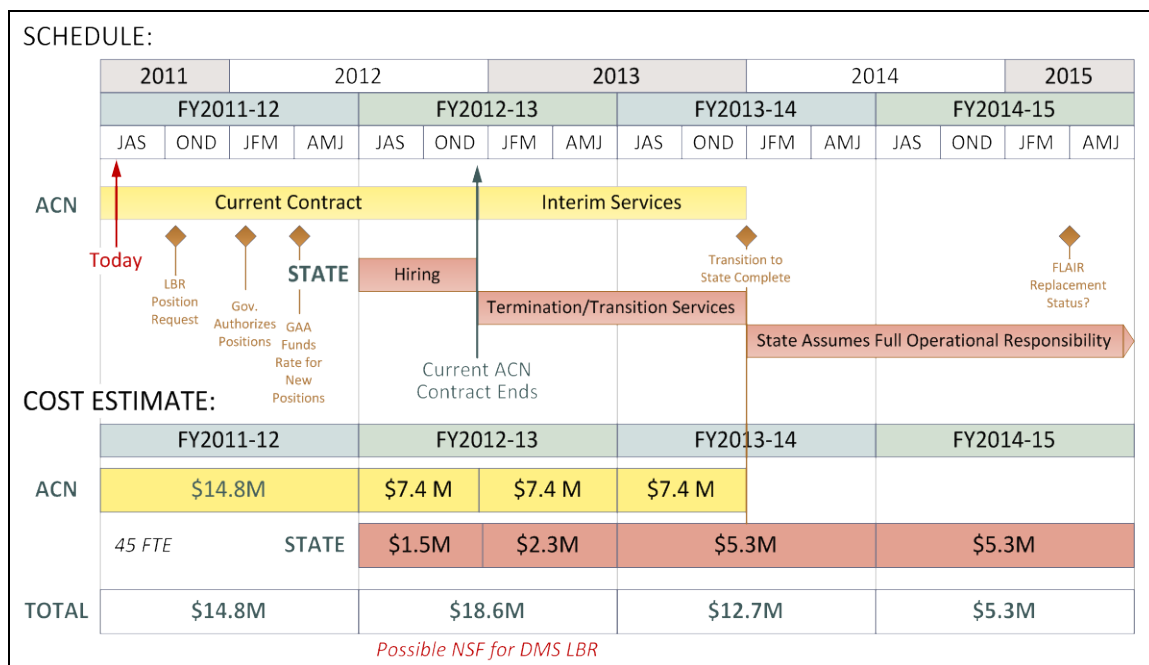 SCHEDULE:
2011 2012 2013 2014 2015
FY2011-12 FY2012-13 FY2013-14 FY2014-15
JAS OND JFM AMJ JAS OND JFM AMJ JAS OND JFM AMJ JAS OND JFM AMJ
ACN Current Contract Interim Services
Today
LBR
Position
Request
Gov.
Authorizes
Positions
GAA
Funds
Rate for
New
Positions
STATE Hiring
Transition to
State Complete
FLAIR
Replacement
Status?
Termination/Transition Services
State Assumes Full Operational Responsibility
Current ACN
Contract Ends
COST ESTIMATE:
FY2011-12 FY2012-13 FY2013-14 FY2014-15
ACN $14.8M $7.4 M $7.4 M $7.4 M
45 FTE STATE $1.5M $2.3M $5.3M $5.3M
TOTAL $14.8M $18.6M $12.7M $5.3M
Possible NSF for DMS LBR